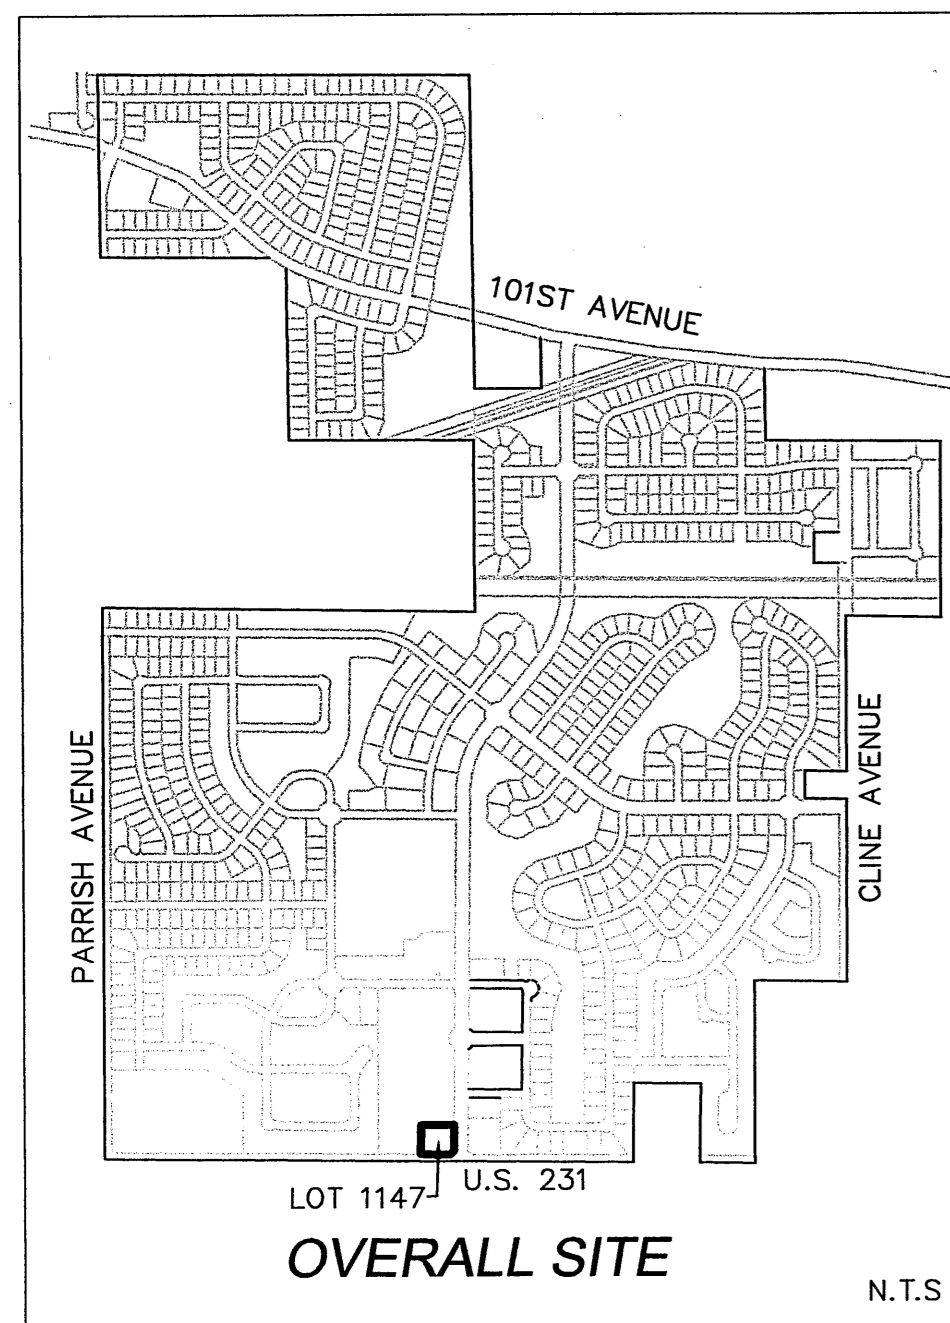 101ST AVENUE
PARRISH AVENUE
CLINE AVENUE
LOT 1147
U.S. 231
OVERALL SITE
N.T.S